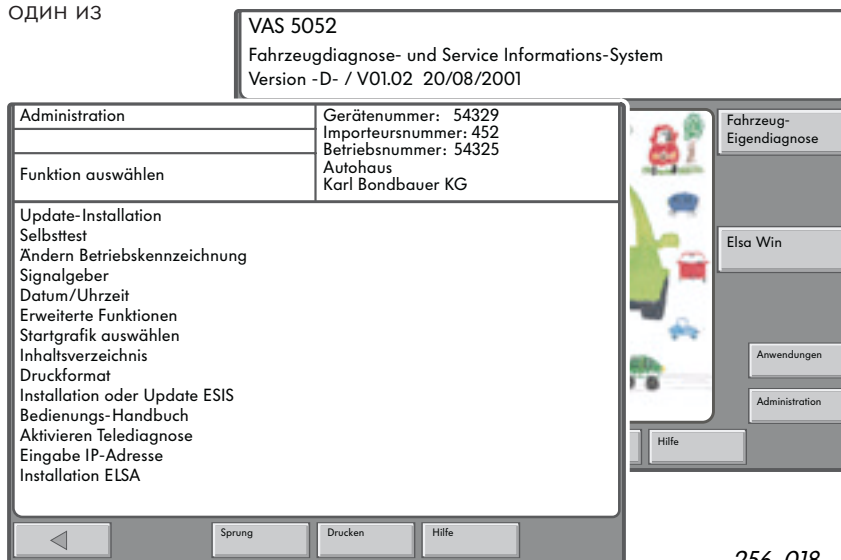 один из
VAS 5052
Fahrzeugdiagnose- und Service Informations-System
Version -D- / V01.02  20/08/2001
Administration
Gerätenummer:  54329
Importeursnummer: 452
Betriebsnummer: 54325
Autohaus
Karl Bondbauer KG
Funktion auswählen
Update-Installation
Selbsttest
Ändern Betriebskennzeichnung
Signalgeber
Datum/Uhrzeit
Erweiterte Funktionen
Startgrafik auswählen
Inhaltsverzeichnis
Druckformat
Installation oder Update ESIS
Bedienungs-Handbuch
Aktivieren Telediagnose
Eingabe IP-Adresse
Installation ELSA
Sprung
Drucken
Hilfe
Fahrzeug-
Eigendiagnose
Elsa Win
Anwendungen
Administration
Hilfe
256_018